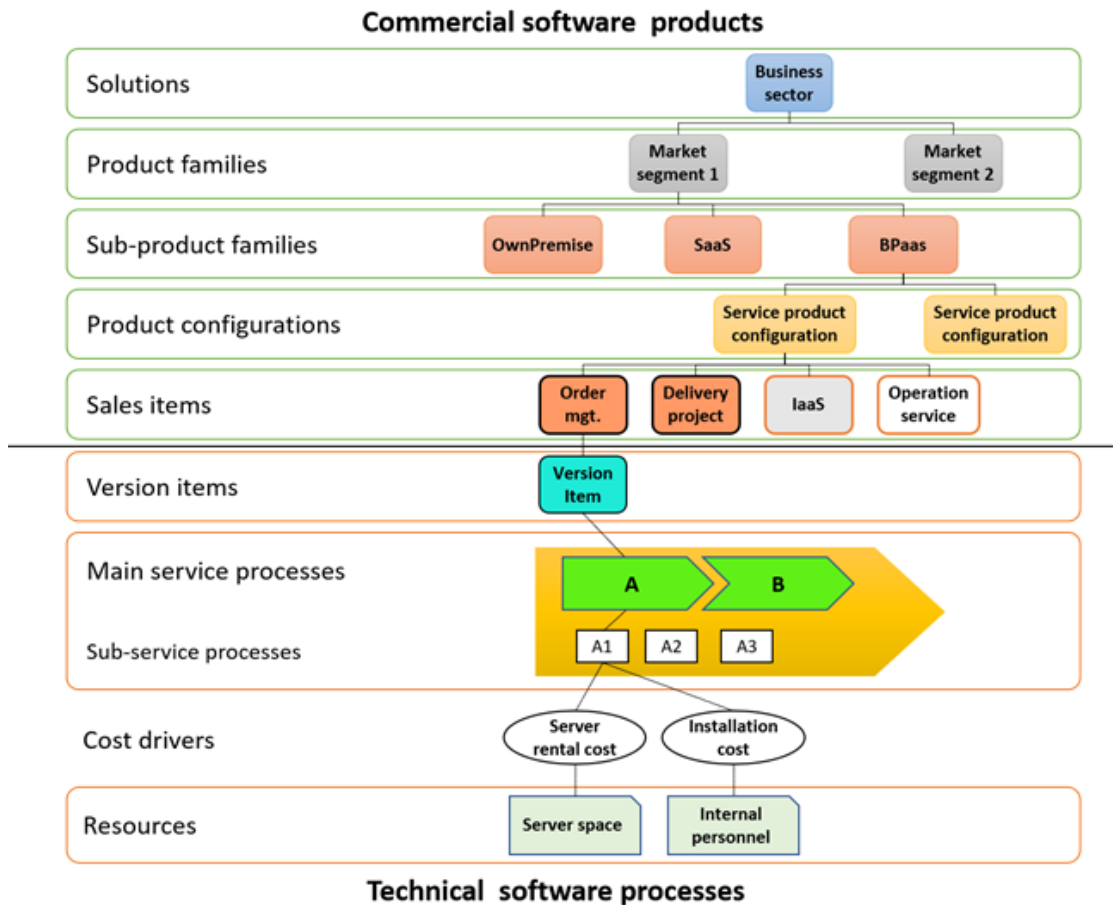 Commercial software products
Solutions
Business
sector
Product families
Market
segment 1
Market
segment 2
Sub-product families
OwnPremise
SaaS
BPaas
Product configurations
Service product
configuration
Service product
configuration
Sales items
Order
mgt.
Delivery
project
IaaS
Operation
service
Version items
Version
Item
Main service processes
A
B
Sub-service processes
A1
A2
A3
Cost drivers
Server
rental cost
Installation
cost
Resources
Server space
Internal
personnel
Technical software processes